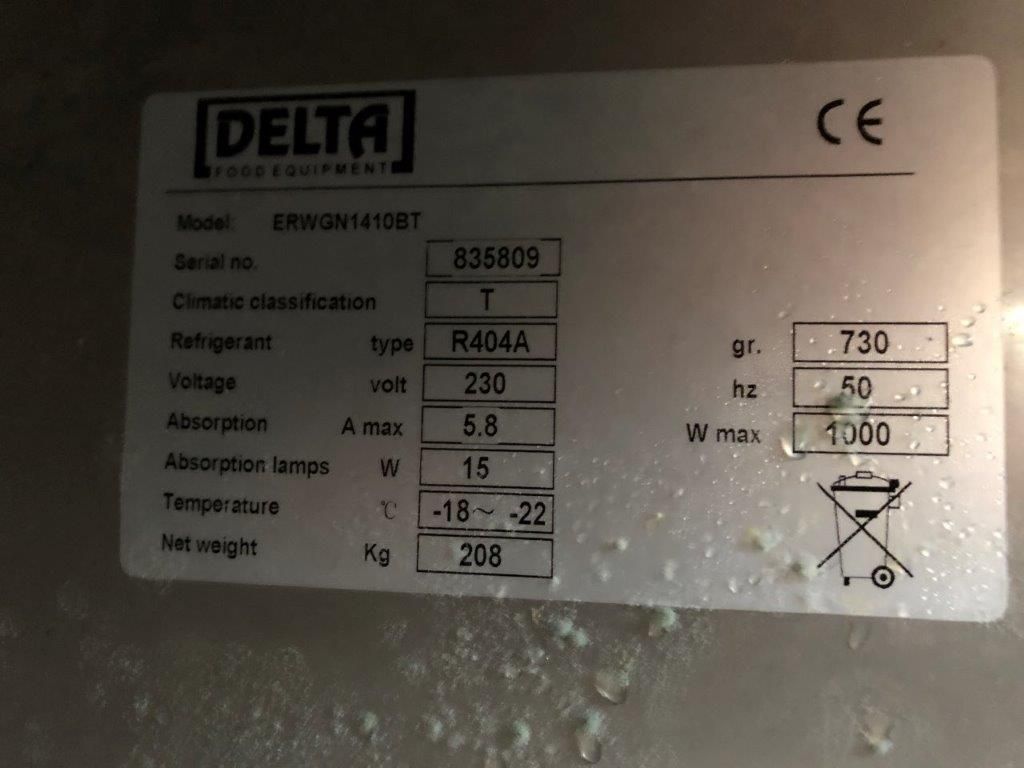 DELTA
FOOD EQUIPMENT
CE
Model: ERWGN1410BT
Serial no. 835809
Climatic classification T
Refrigerant type R404A gr. 730
Voltage volt 230 hz 50
Absorption A max 5.8 W max 1000
Absorption lamps W 15
Temperature °C -18~ -22
Net weight Kg 208